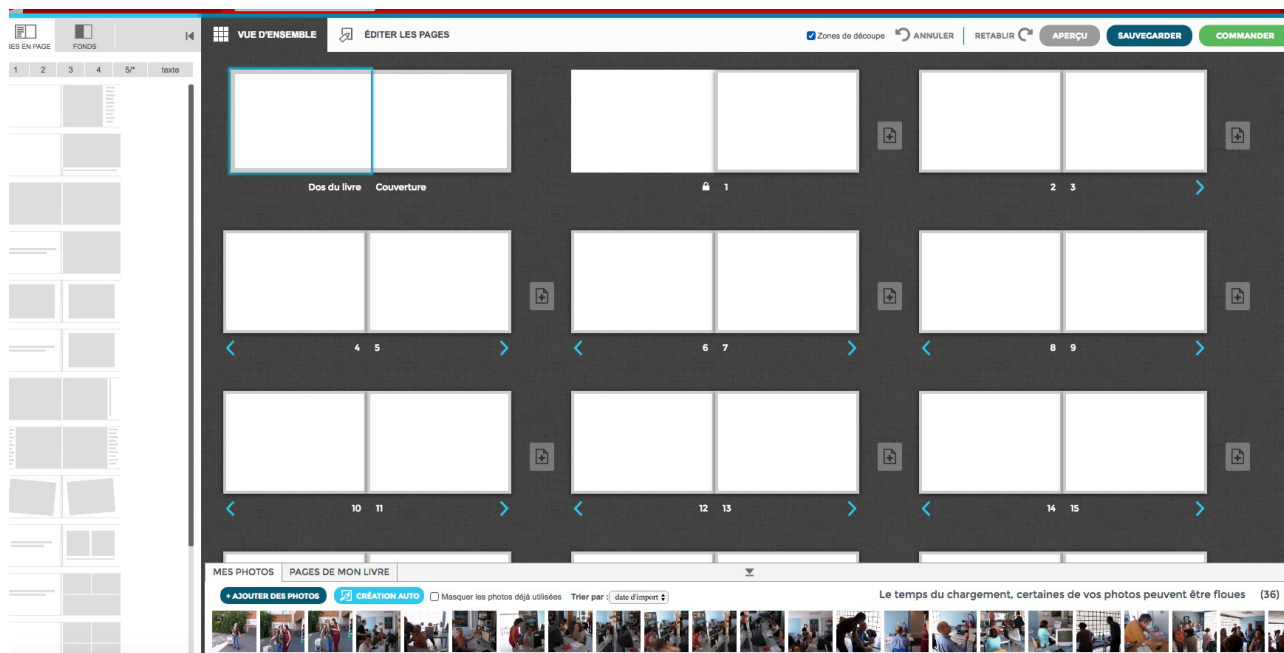 VUE D'ENSEMBLE ÉDITER LES PAGES Zones de découpe ANNULER RETABLIR APERÇU SAUVEGARDER COMMANDER
EN PAGE FONDS
1 2 3 4 5/* texte
Dos du livre Couverture 1 2 3
4 5 6 7 8 9
10 11 12 13 14 15
MES PHOTOS PAGES DE MON LIVRE
+ AJOUTER DES PHOTOS CRÉATION AUTO Masquer les photos déjà utilisées Trier par : date d'import Le temps du chargement, certaines de vos photos peuvent être floues (36)